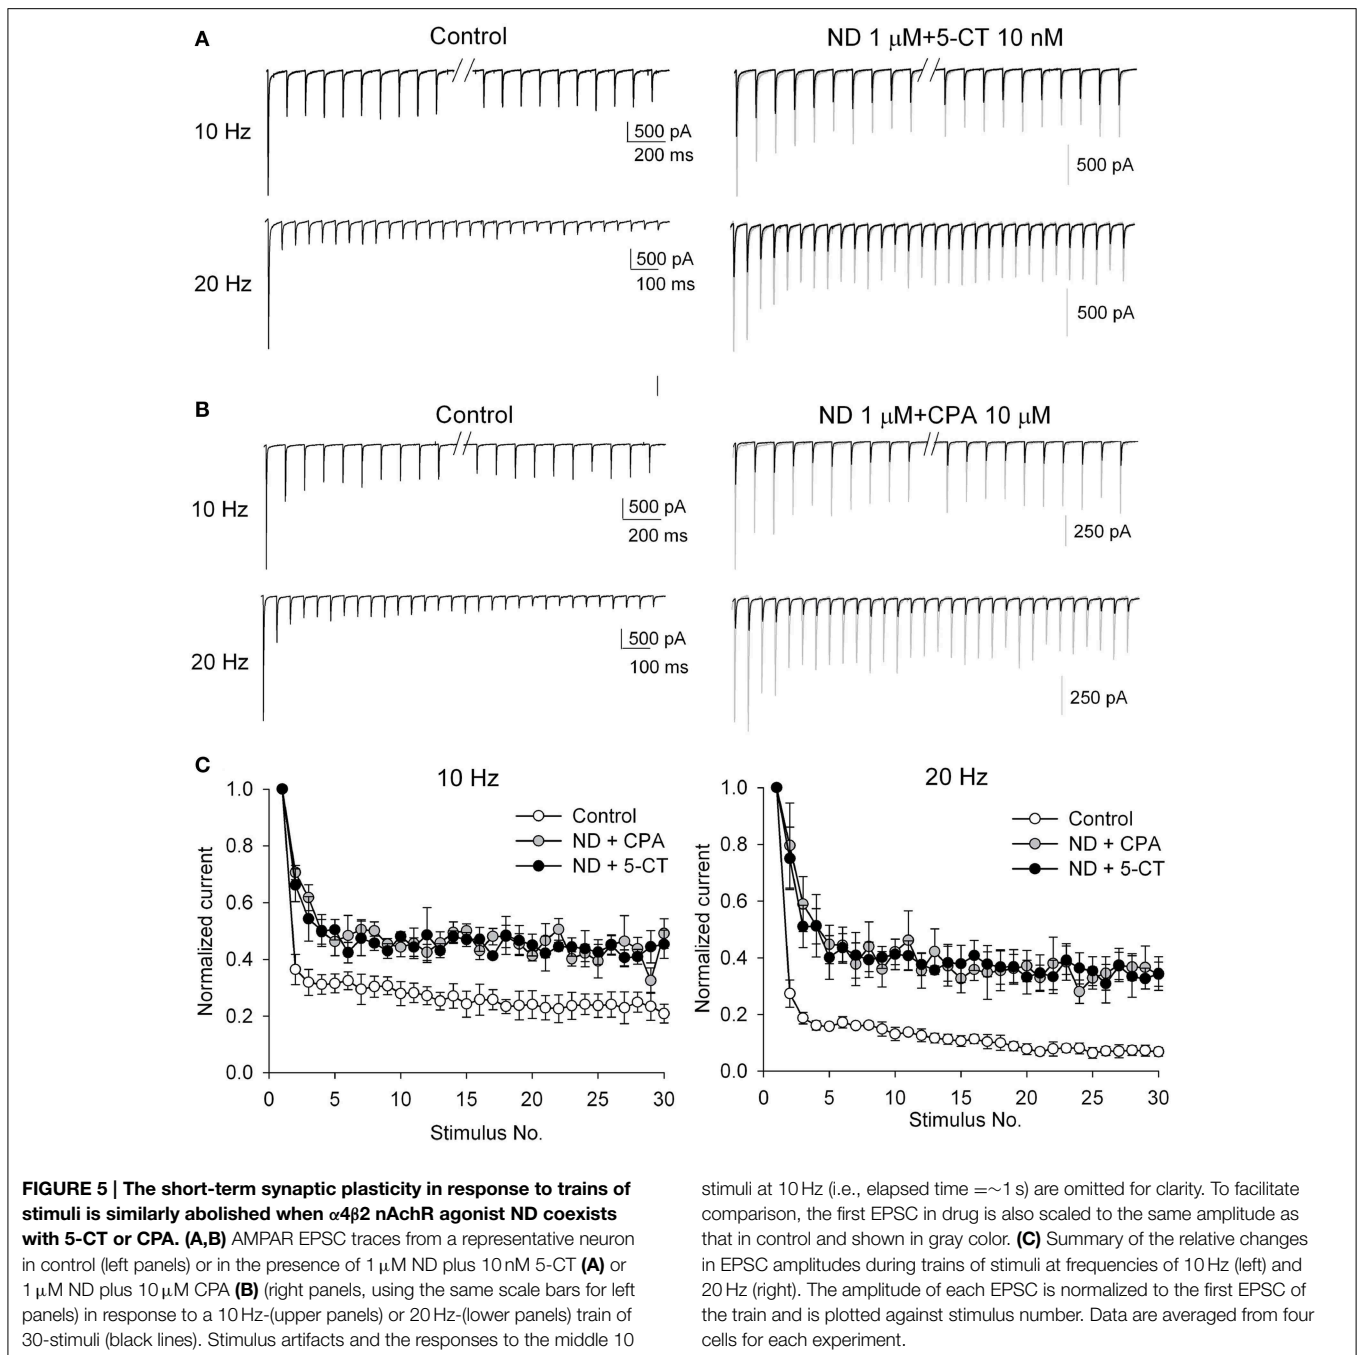 A
Control
ND 1 μM+5-CT 10 nM
10 Hz
500 pA
200 ms
500 pA
20 Hz
500 pA
100 ms
500 pA
B
Control
ND 1 μM+CPA 10 μM
10 Hz
500 pA
200 ms
250 pA
20 Hz
500 pA
100 ms
250 pA
C
10 Hz
Control
ND + CPA
ND + 5-CT
Normalized current
1.0
0.8
0.6
0.4
0.2
0.0
0 5 10 15 20 25 30
Stimulus No.
20 Hz
Control
ND + CPA
ND + 5-CT
Normalized current
1.0
0.8
0.6
0.4
0.2
0.0
0 5 10 15 20 25 30
Stimulus No.
FIGURE 5 | The short-term synaptic plasticity in response to trains of
stimuli is similarly abolished when α4β2 nAchR agonist ND coexists
with 5-CT or CPA. (A,B) AMPAR EPSC traces from a representative neuron
in control (left panels) or in the presence of 1 μM ND plus 10 nM 5-CT (A) or
1 μM ND plus 10 μM CPA (B) (right panels, using the same scale bars for left
panels) in response to a 10 Hz-(upper panels) or 20 Hz-(lower panels) train of
30-stimuli (black lines). Stimulus artifacts and the responses to the middle 10
stimuli at 10 Hz (i.e., elapsed time =∼1 s) are omitted for clarity. To facilitate
comparison, the first EPSC in drug is also scaled to the same amplitude as
that in control and shown in gray color. (C) Summary of the relative changes
in EPSC amplitudes during trains of stimuli at frequencies of 10 Hz (left) and
20 Hz (right). The amplitude of each EPSC is normalized to the first EPSC of
the train and is plotted against stimulus number. Data are averaged from four
cells for each experiment.